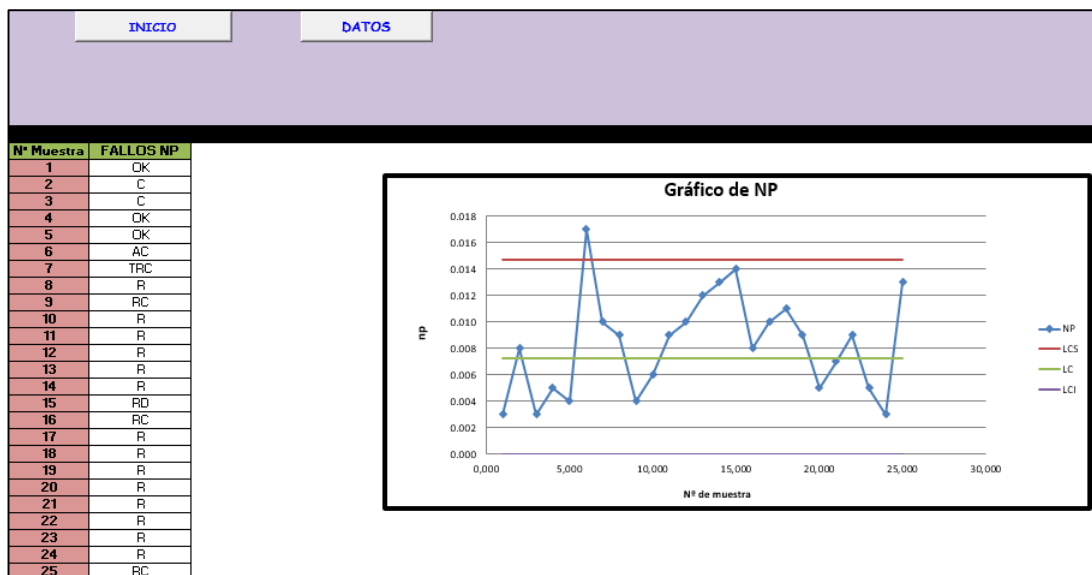 INICIO DATOS
Nº Muestra FALLOS NP
1 OK
2 C
3 C
4 OK
5 OK
6 AC
7 TRC
8 R
9 RC
10 R
11 R
12 R
13 R
14 R
15 RD
16 RC
17 R
18 R
19 R
20 R
21 R
22 R
23 R
24 R
25 RC
Gráfico de NP
0.018
0.016
0.014
0.012
0.010
0.008
0.006
0.004
0.002
0.000
np
0,000 5,000 10,000 15,000 20,000 25,000 30,000
Nº de muestra
NP
LCS
LC
LCI